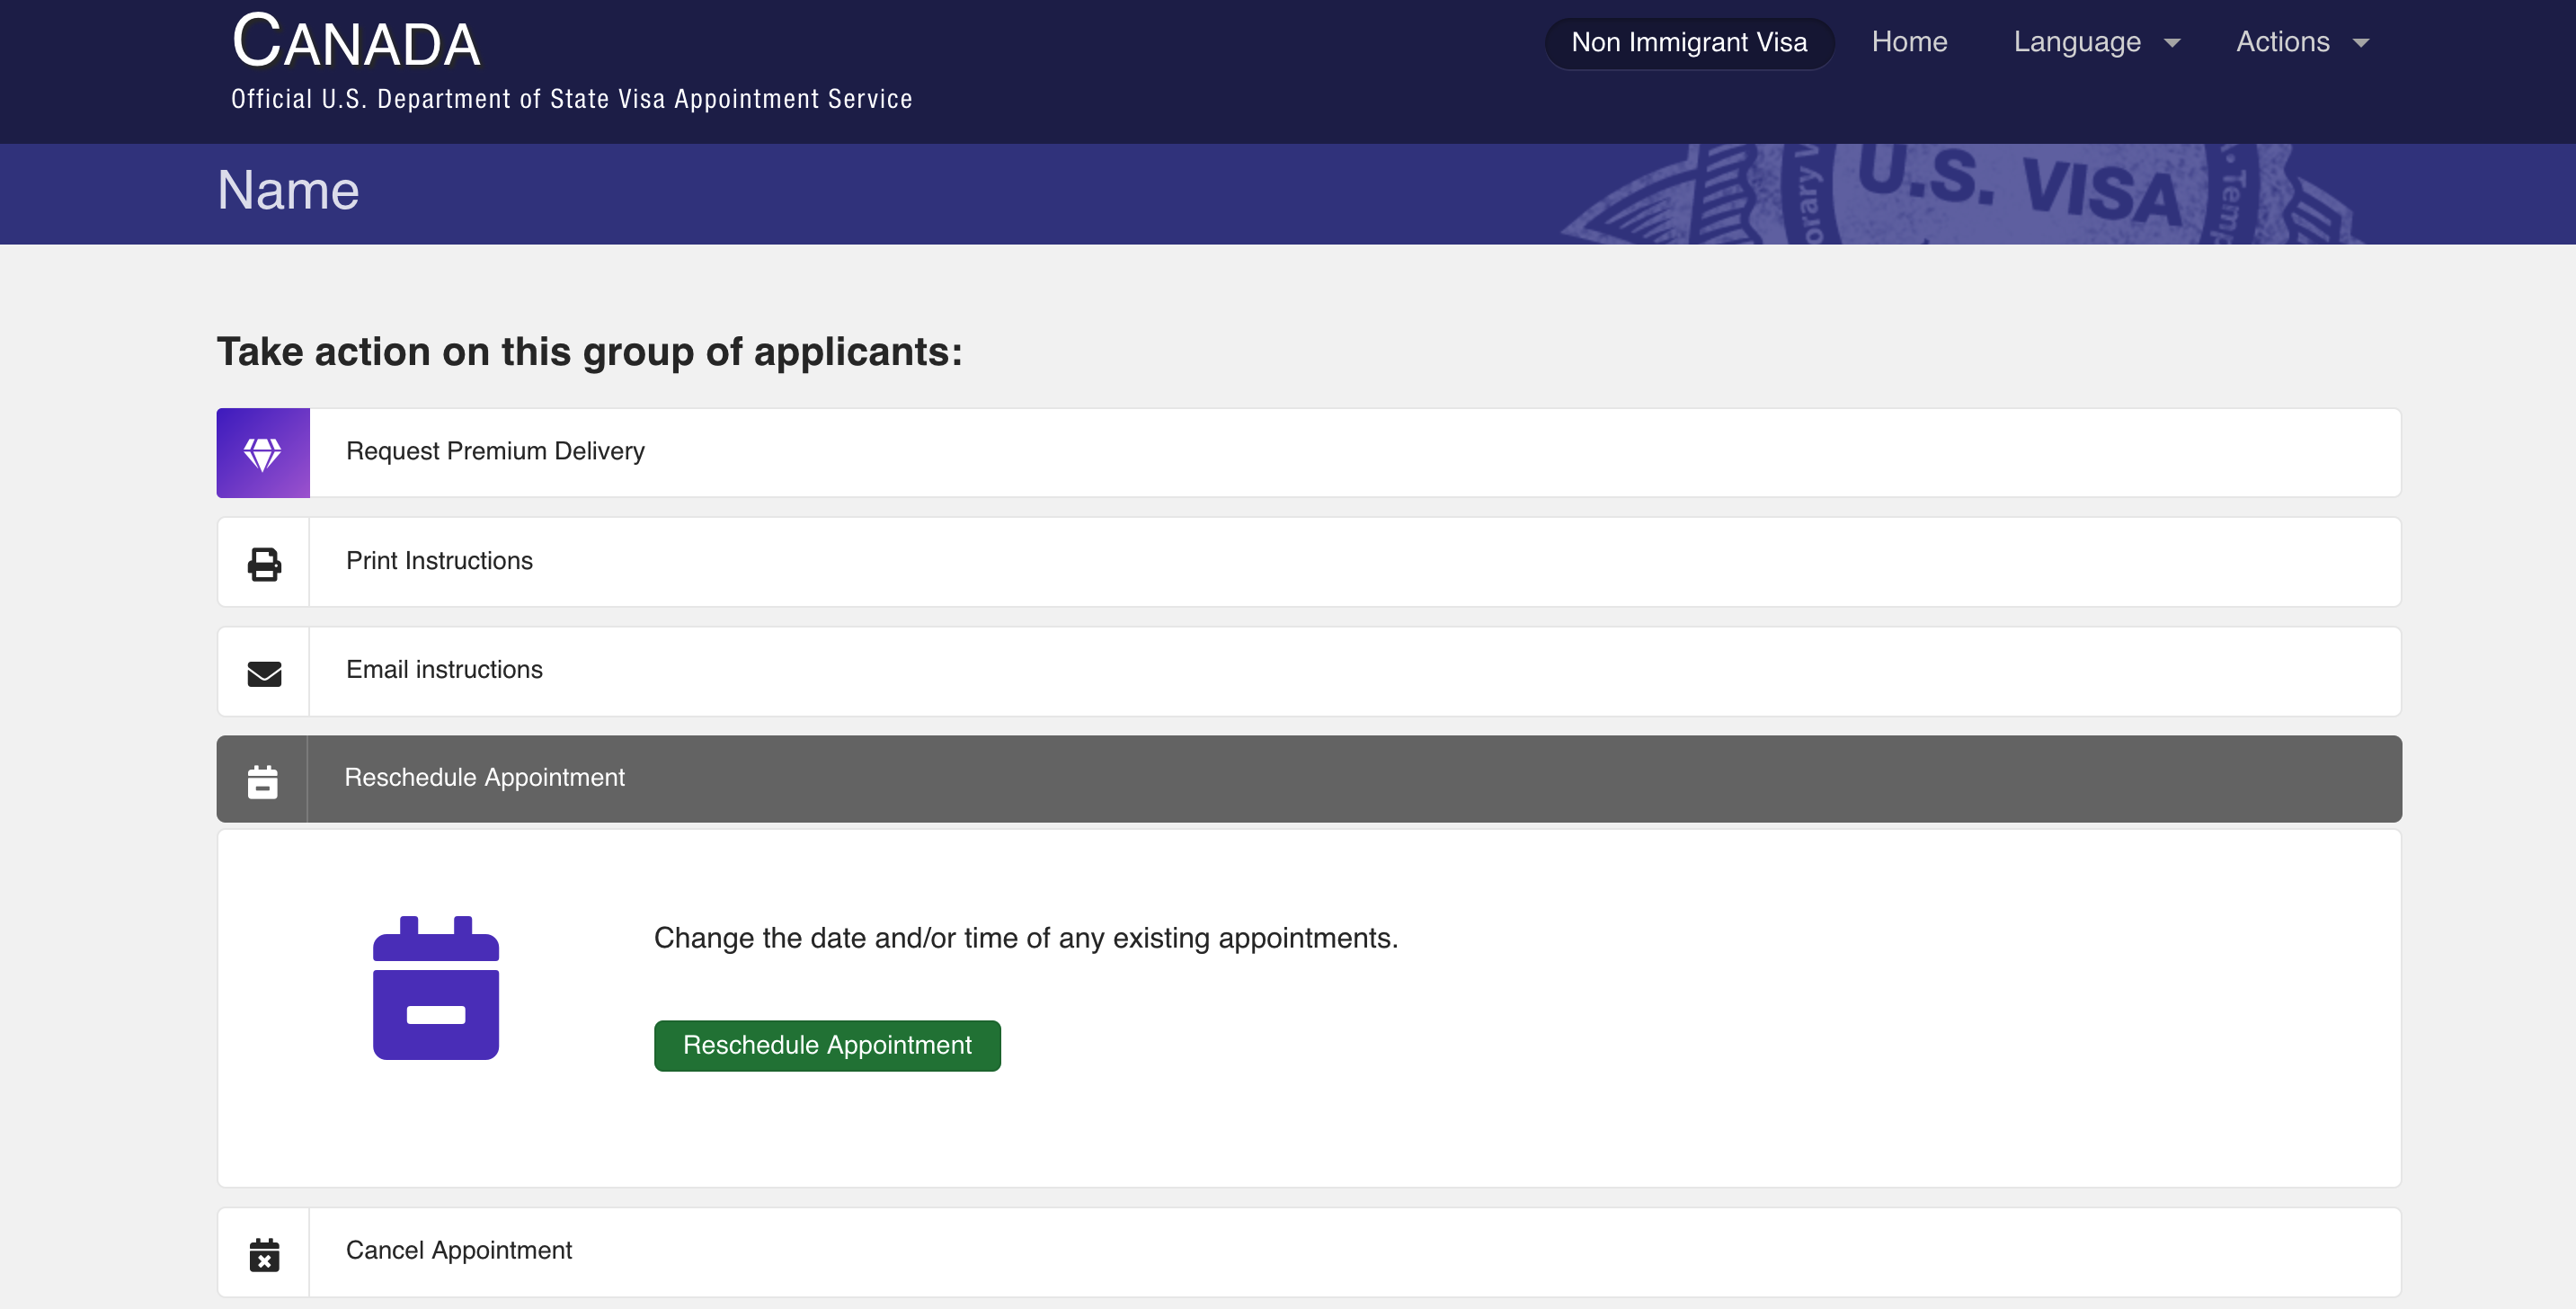 CANADA
Official U.S. Department of State Visa Appointment Service
Non Immigrant Visa
Home
Language
Actions
Name
U.S. VISA
orary V
Temp
Take action on this group of applicants:
Request Premium Delivery
Print Instructions
Email instructions
Reschedule Appointment
Change the date and/or time of any existing appointments.
Reschedule Appointment
Cancel Appointment